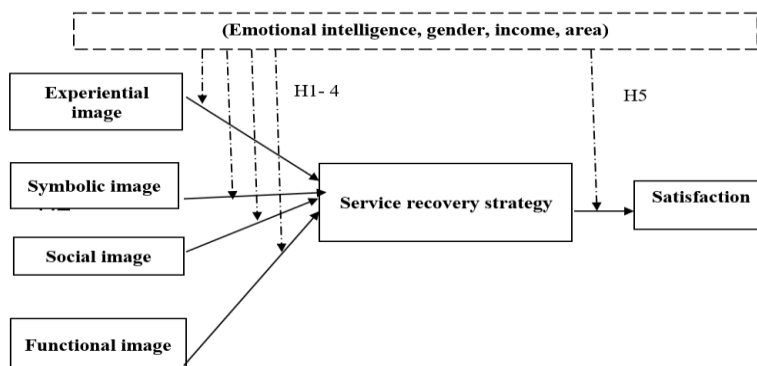 (Emotional intelligence, gender, income, area)
H1- 4
H5
Experiential
image
Symbolic image
Social image
Functional image
Service recovery strategy
Satisfaction